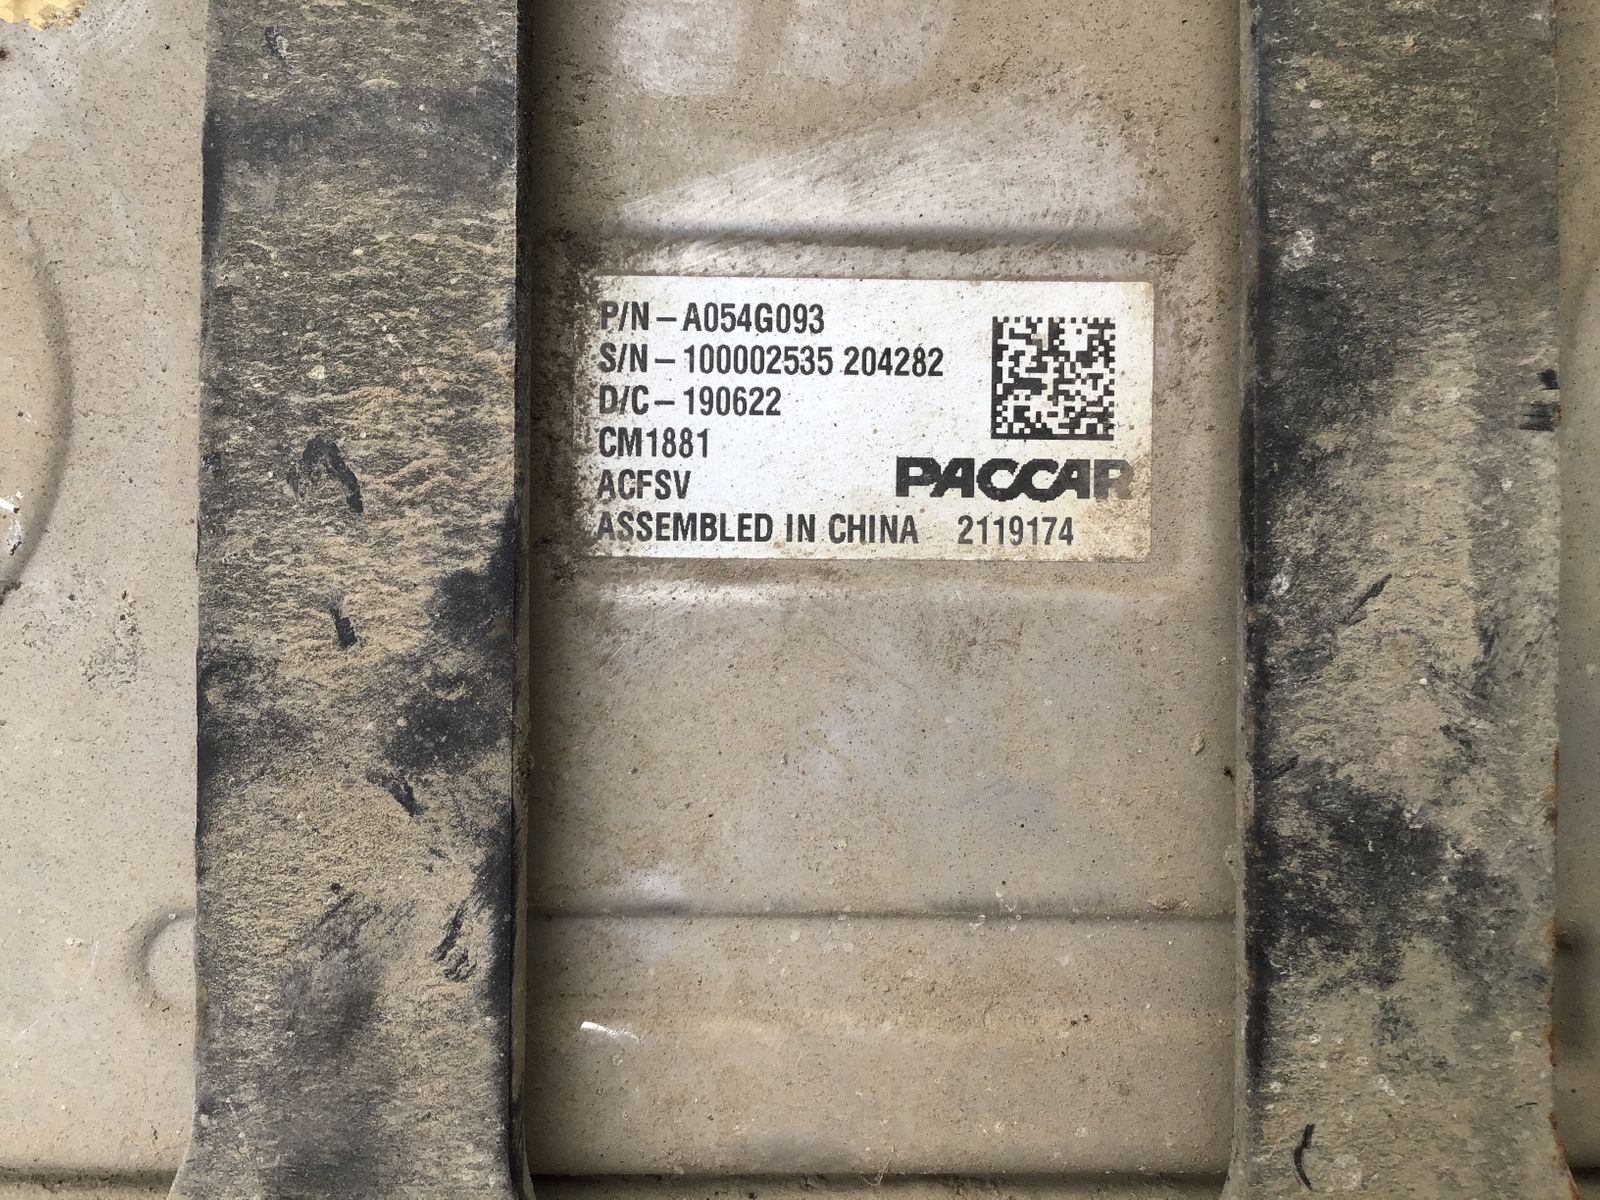 P/N – A054G093
S/N – 100002535 204282
D/C – 190622
CM1881
ACFSV
PACCAR
ASSEMBLED IN CHINA 2119174